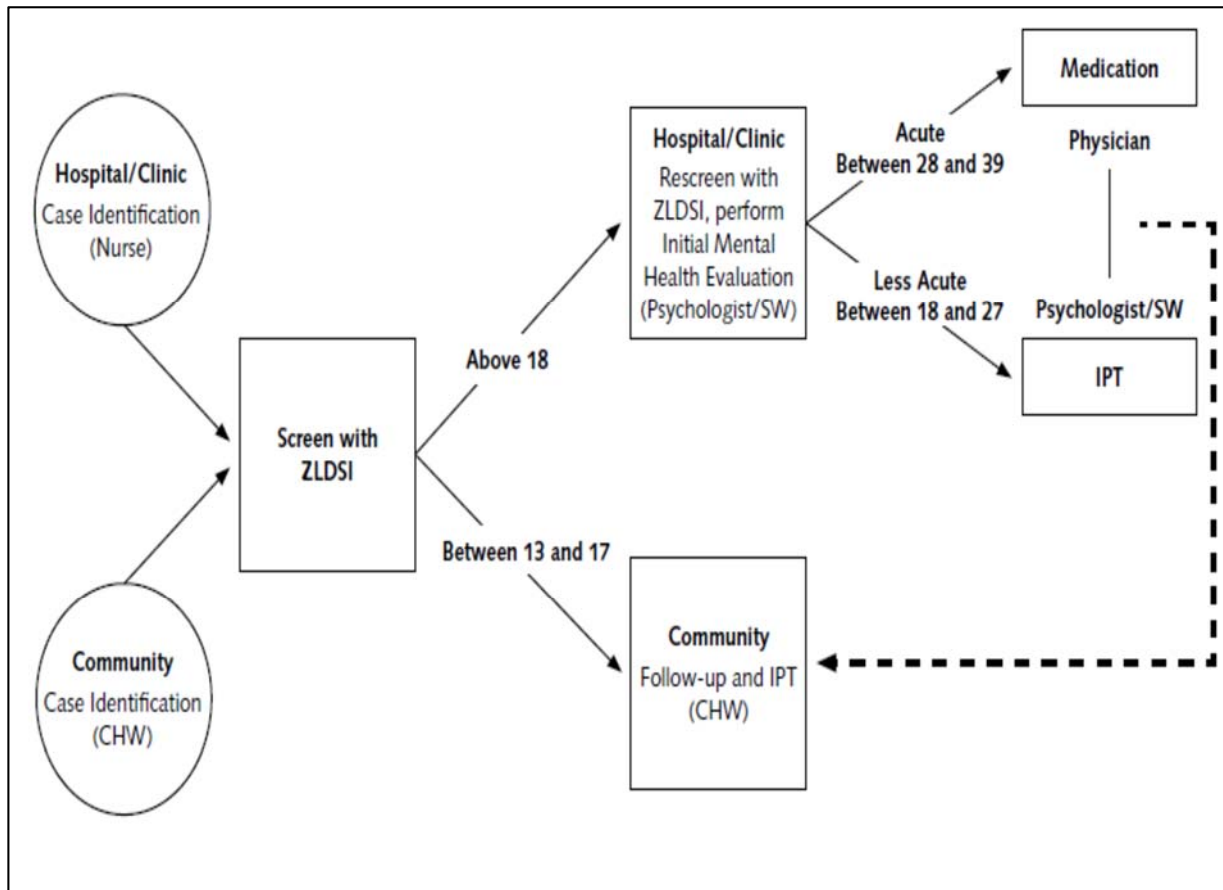 Hospital/Clinic
Case Identification
(Nurse)
Community
Case Identification
(CHW)
Screen with
ZLDSI
Above 18
Between 13 and 17
Hospital/Clinic
Rescreen with
ZLDSI, perform
Initial Mental
Health Evaluation
(Psychologist/SW)
Community
Follow-up and IPT
(CHW)
Acute
Between 28 and 39
Less Acute
Between 18 and 27
Medication
Physician
Psychologist/SW
IPT